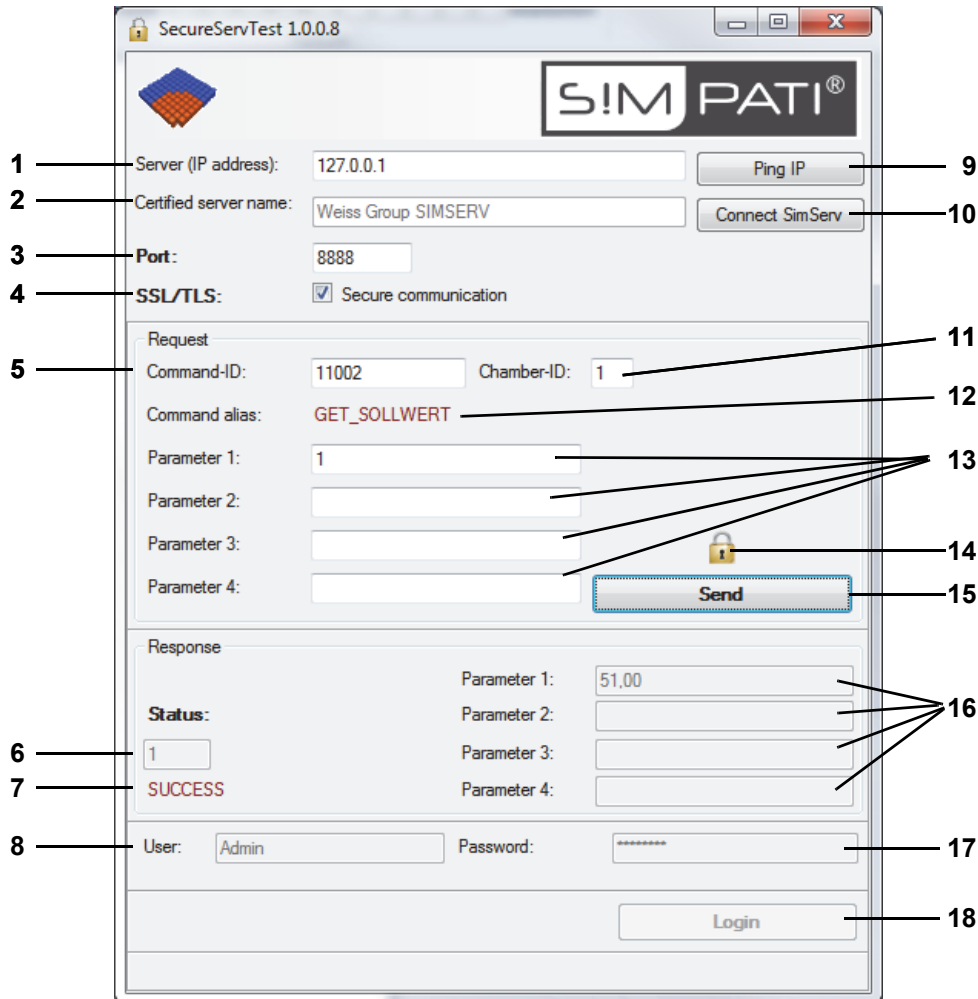 SecureServTest 1.0.0.8
S!MPATI®
1 Server (IP address): 127.0.0.1 Ping IP 9
2 Certified server name: Weiss Group SIMSERV Connect SimServ 10
3 Port: 8888
4 SSL/TLS: Secure communication
Request
5 Command-ID: 11002 Chamber-ID: 1 11
Command alias: GET_SOLLWERT 12
Parameter 1: 1 13
Parameter 2:
Parameter 3:
14
Parameter 4:
Send 15
Response
Parameter 1: 51,00
Status: Parameter 2: 16
6 1 Parameter 3:
7 SUCCESS Parameter 4:
8 User: Admin Password: ******** 17
Login 18